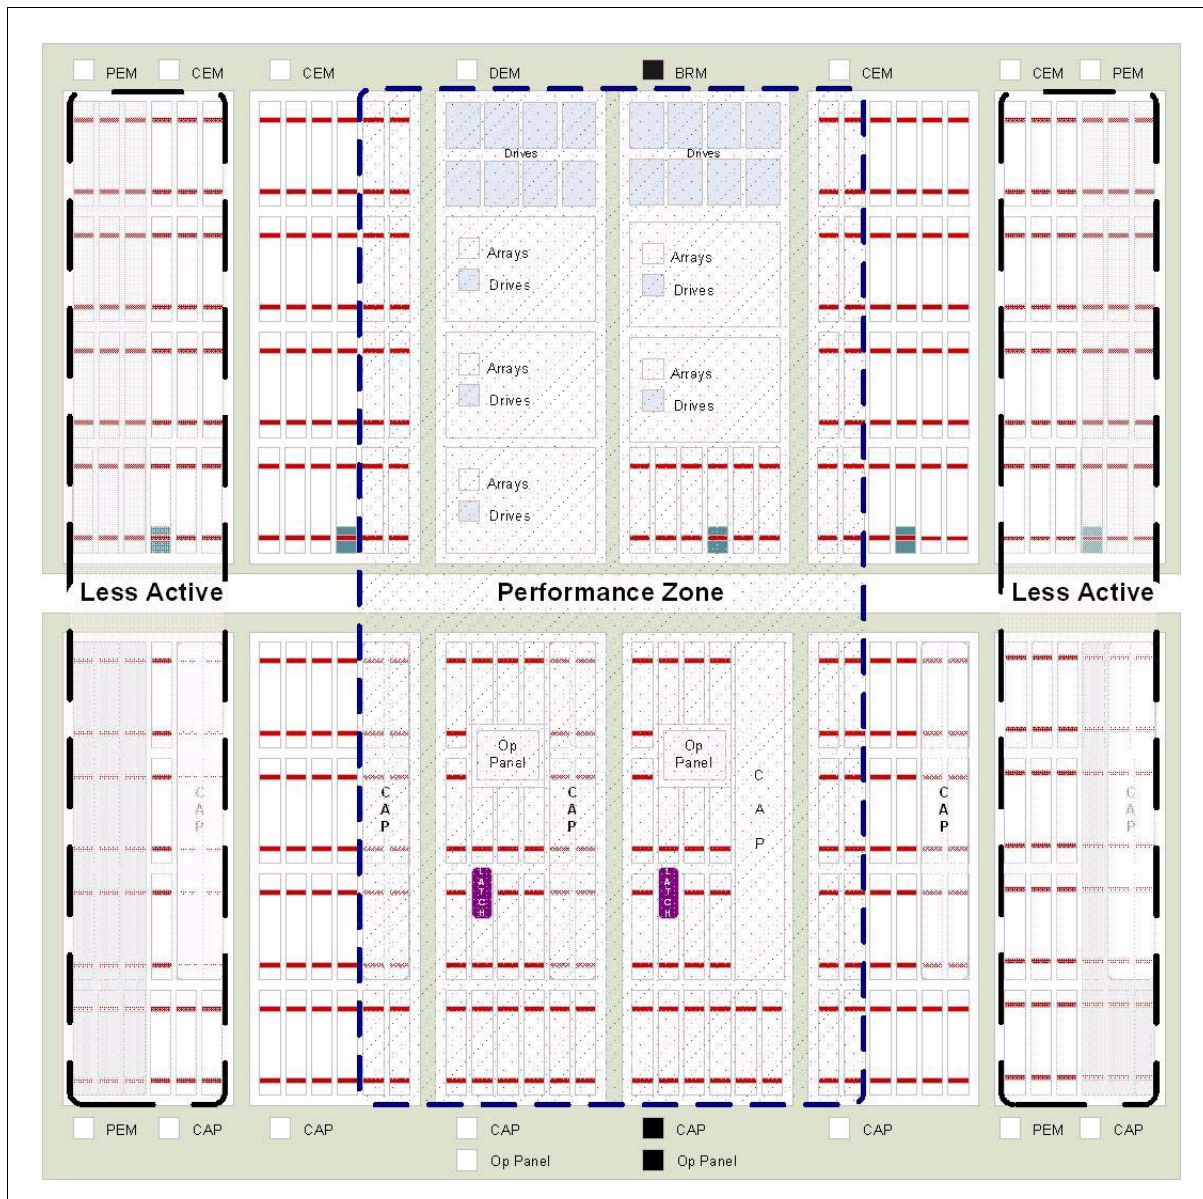 PEM CEM CEM DEM BRM CEM CEM PEM
Drives Drives
Arrays
Drives
Arrays
Drives
Arrays
Drives
Arrays
Drives
Arrays
Drives
Less Active Performance Zone Less Active
Op
Panel
Op
Panel
CAP
CAP
CAP
CAP
CAP
CAP
LATCH
LATCH
PEM CAP CAP CAP CAP CAP PEM CAP
Op Panel Op Panel